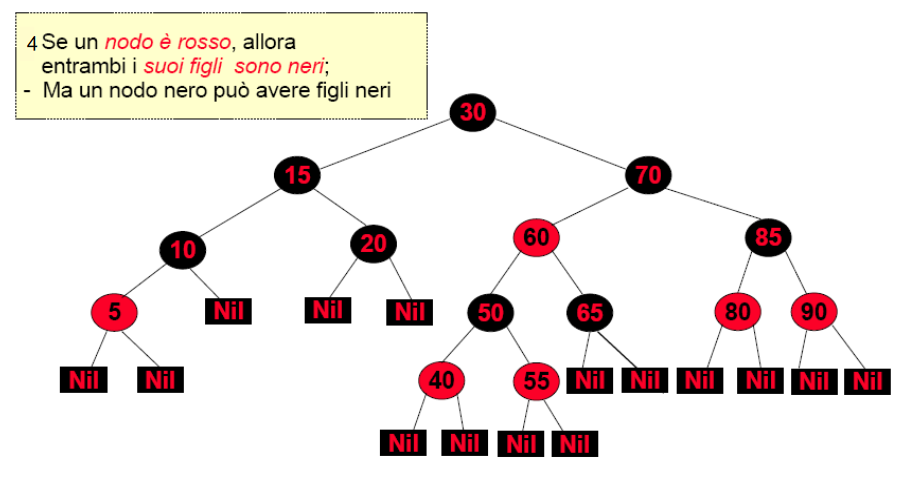 4 Se un nodo è rosso, allora
entrambi i suoi figli sono neri;
- Ma un nodo nero può avere figli neri
30
15 70
10 20 60 85
5 Nil Nil Nil 50 65 80 90
Nil Nil 40 55 Nil Nil Nil Nil Nil Nil
Nil Nil Nil Nil